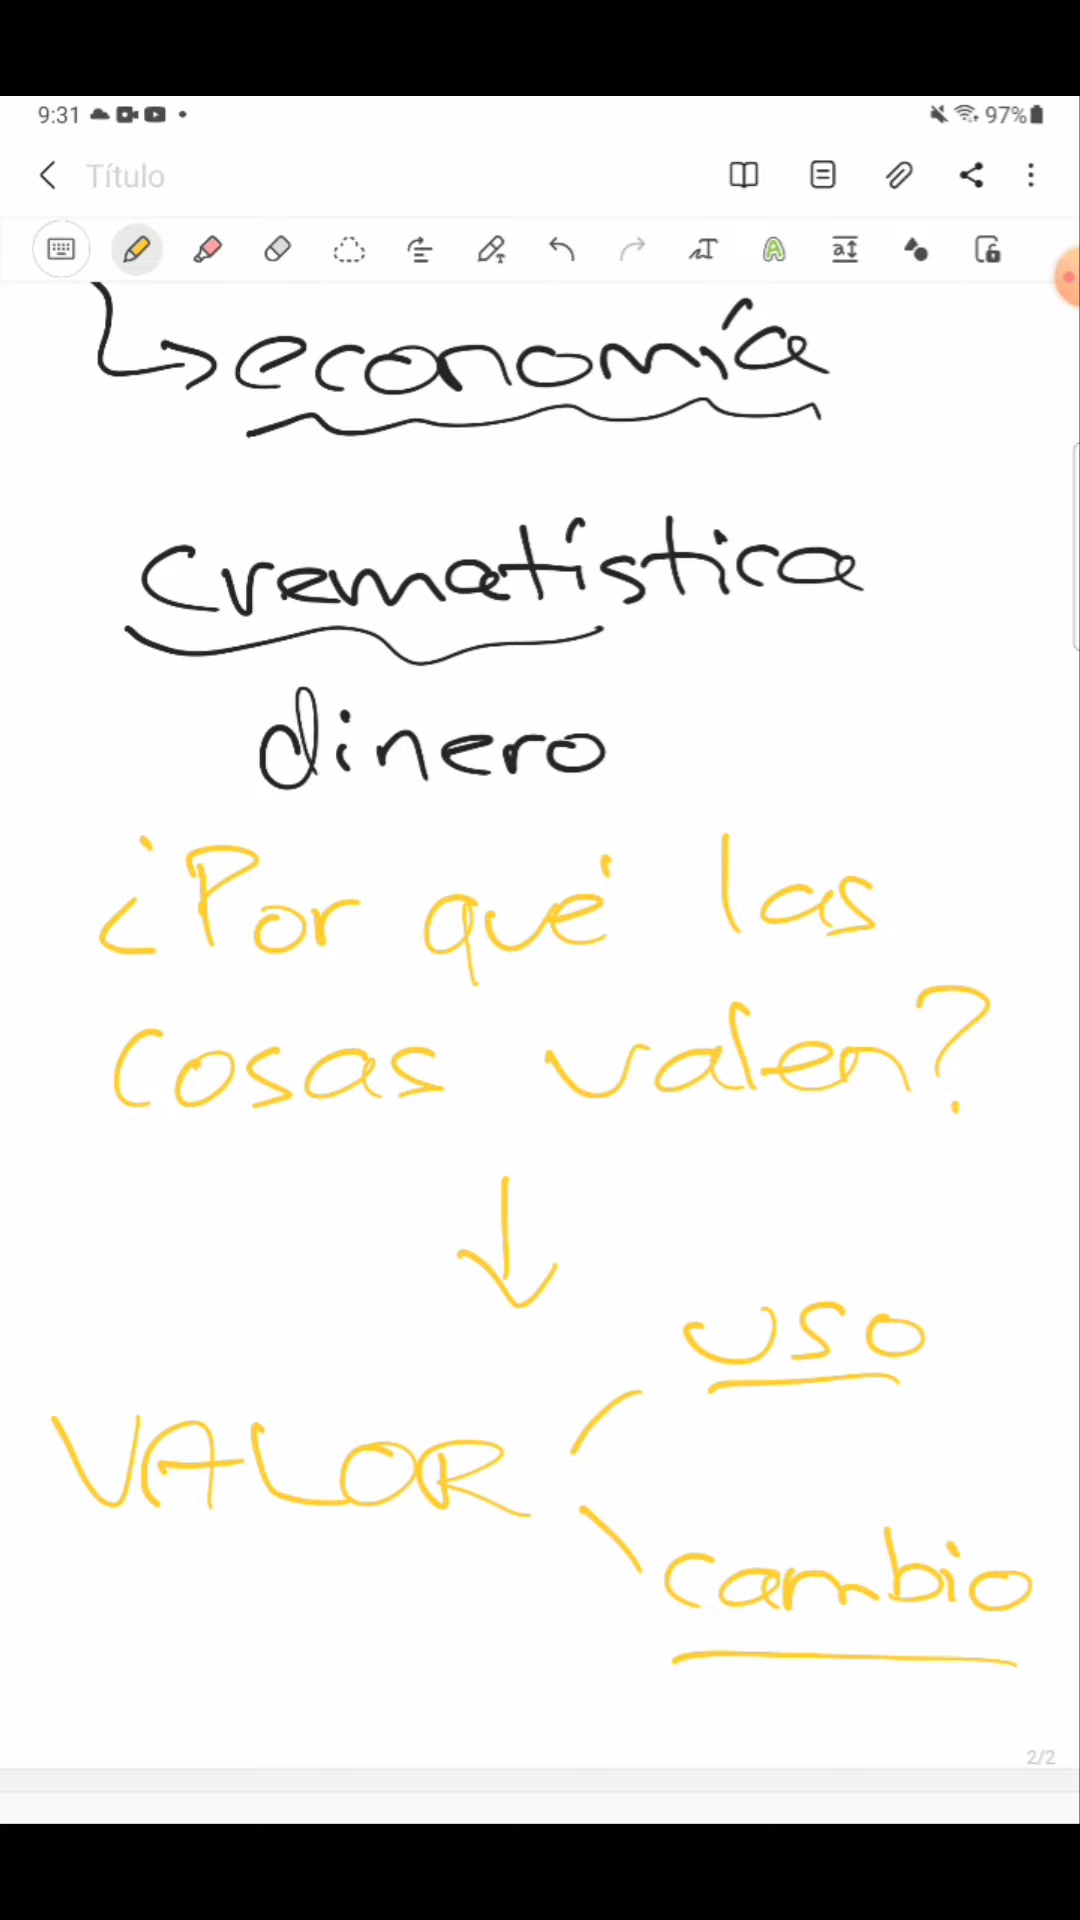 9:31
97%
Título
economía
crematística
dinero
¿Por qué las
cosas valen?
uso
VALOR
cambio
2/2